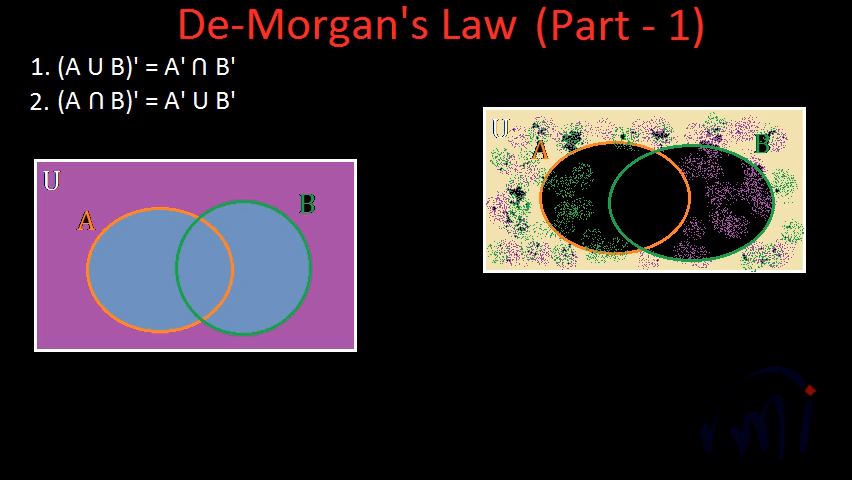 De-Morgan's Law (Part - 1)
1. (A U B)' = A' ∩ B'
2. (A ∩ B)' = A' U B'
U
A
B
U
A
B